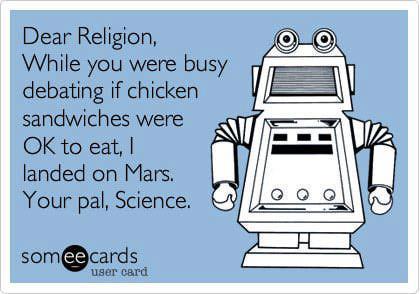 Dear Religion,
While you were busy
debating if chicken
sandwiches were
OK to eat, I
landed on Mars.
Your pal, Science.
someecards
user card